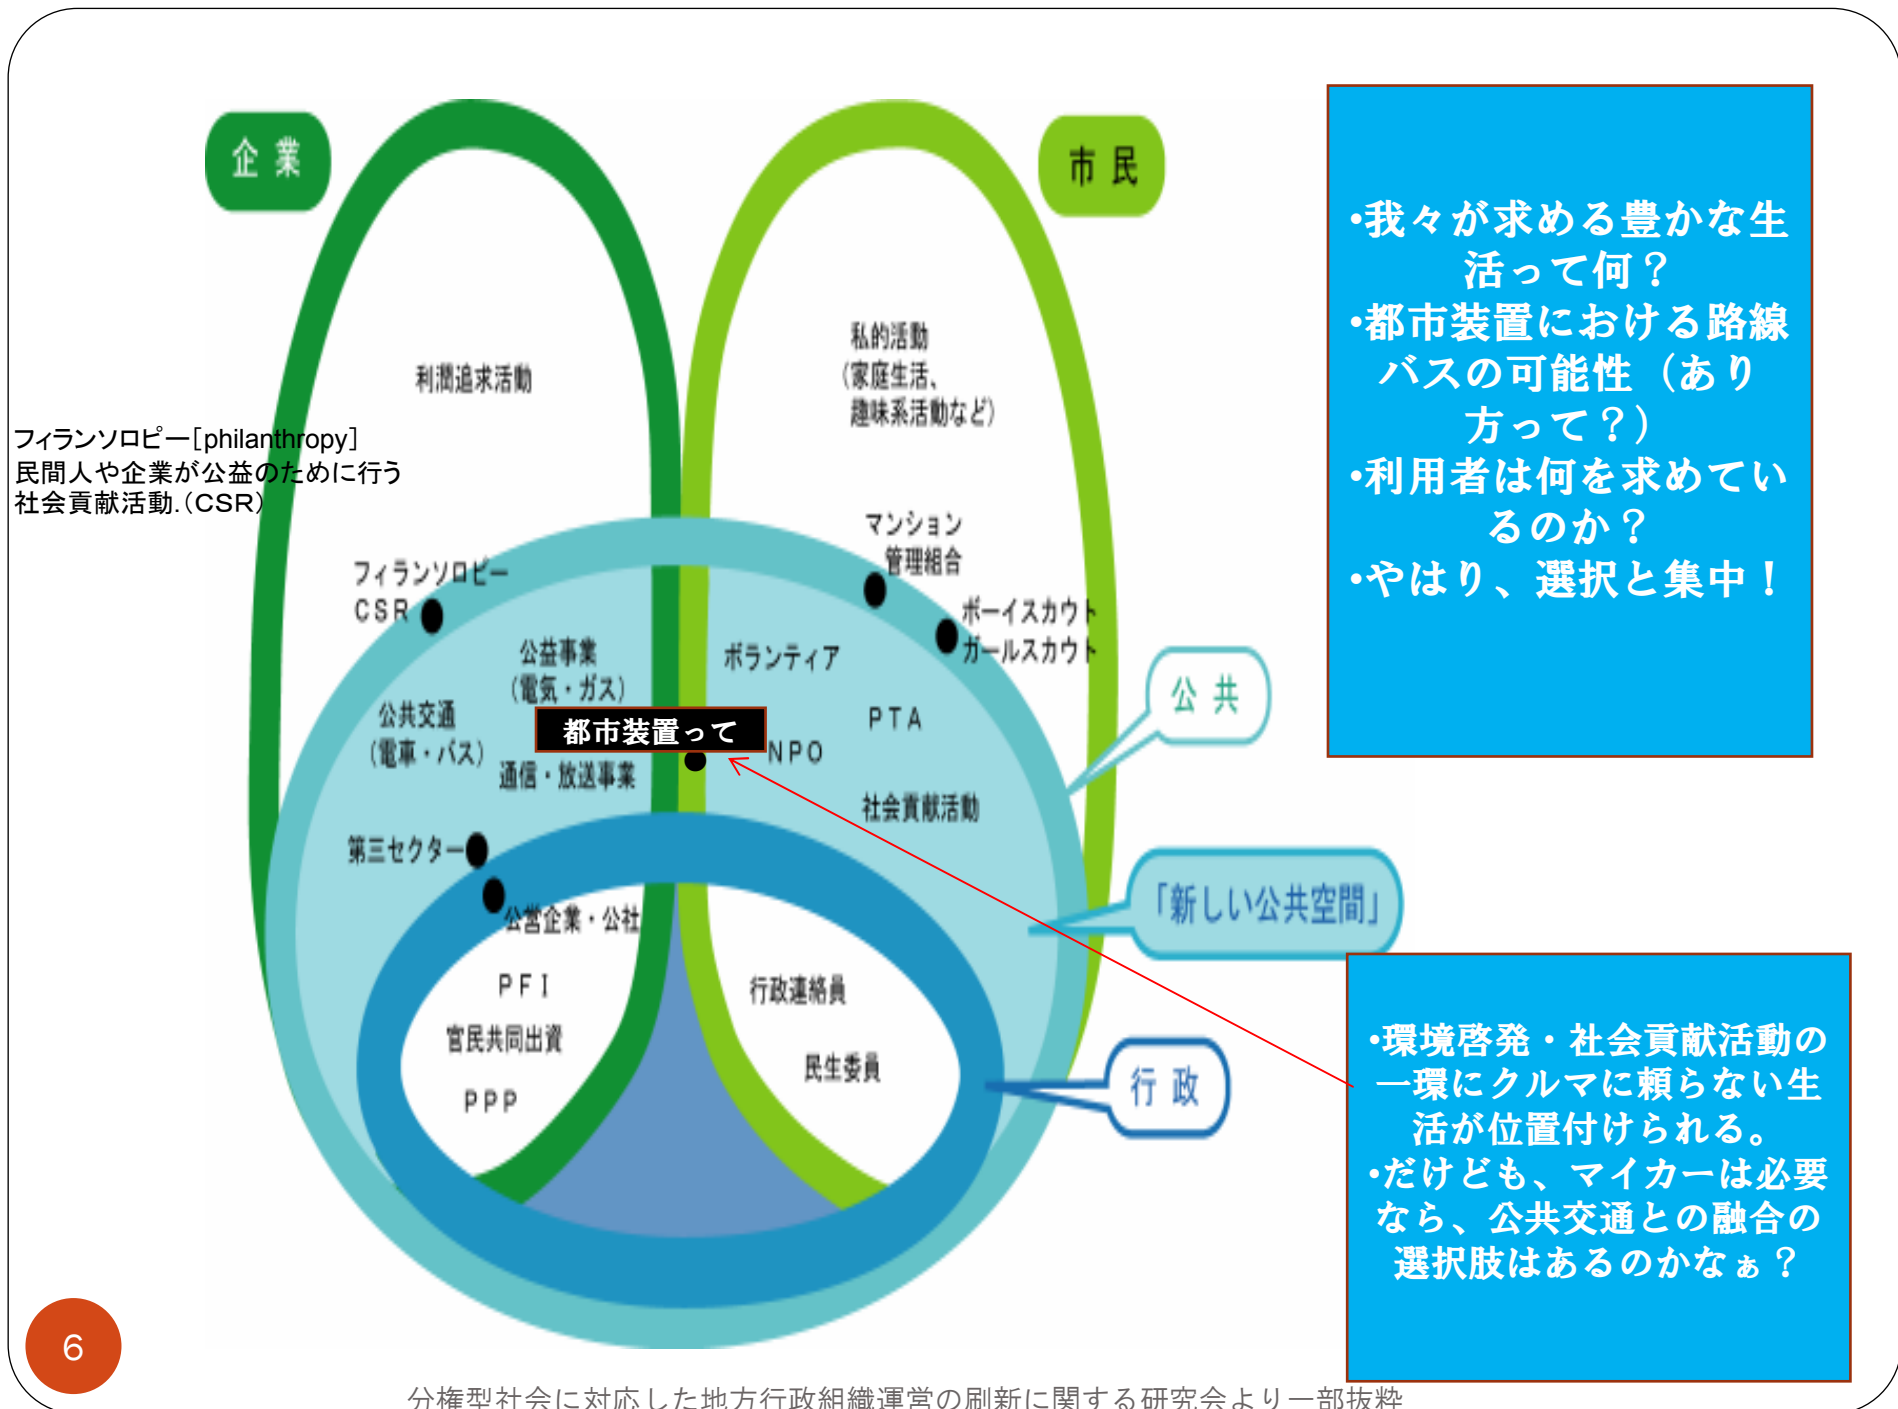 企業
市民
利潤追求活動
私的活動
（家庭生活、
趣味系活動など）
フィランソロピー[philanthropy]
民間人や企業が公益のために行う
社会貢献活動.（CSR）
フィランソロピー
CSR
マンション
管理組合
ボーイスカウト
ガールスカウト
公益事業
（電気・ガス）
ボランティア
公共交通
（電車・バス）
都市装置って
PTA
NPO
通信・放送事業
社会貢献活動
第三セクター
公営企業・公社
PFI
官民共同出資
PPP
行政連絡員
民生委員
公共
「新しい公共空間」
行政
•我々が求める豊かな生
活って何？
•都市装置における路線
バスの可能性（あり
方って？）
•利用者は何を求めてい
るのか？
•やはり、選択と集中！
•環境啓発・社会貢献活動の
一環にクルマに頼らない生
活が位置付けられる。
•だけども、マイカーは必要
なら、公共交通との融合の
選択肢はあるのかなぁ？
6
分権型社会に対応した地方行政組織運営の刷新に関する研究会より一部抜粋